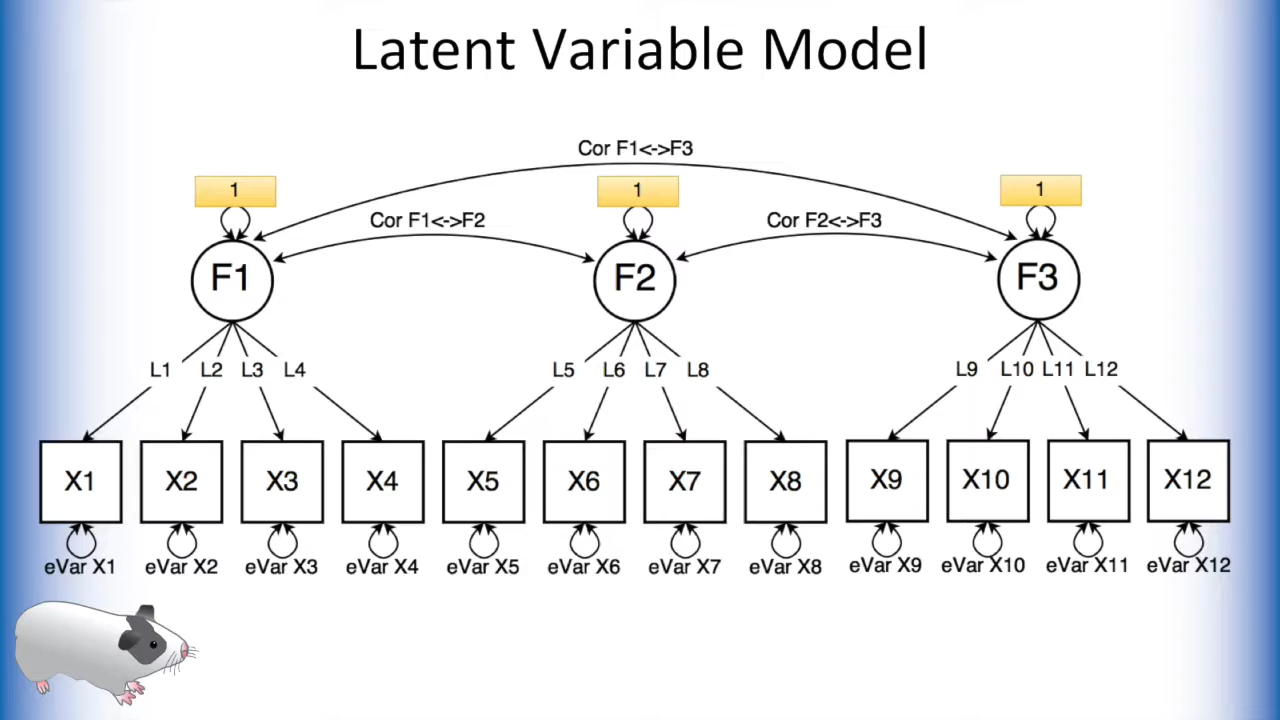 Latent Variable Model
Cor F1<->F3
1 1 1
Cor F1<->F2 Cor F2<->F3
F1 F2 F3
L1 L2 L3 L4 L5 L6 L7 L8 L9 L10 L11 L12
X1 X2 X3 X4 X5 X6 X7 X8 X9 X10 X11 X12
eVar X1 eVar X2 eVar X3 eVar X4 eVar X5 eVar X6 eVar X7 eVar X8 eVar X9 eVar X10 eVar X11 eVar X12